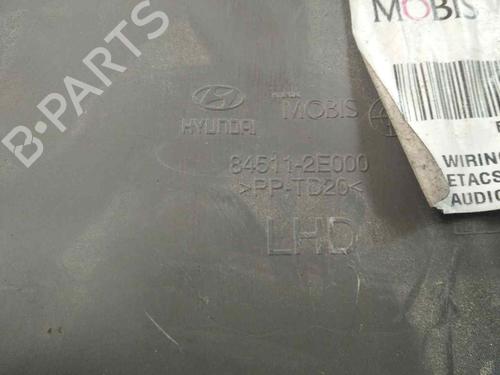 MOBIS
HYUNDAI
MOBIS
84511-2E000
>PP-TD20<
LHD
WIRING
ETACS
AUDIO
B-PARTS